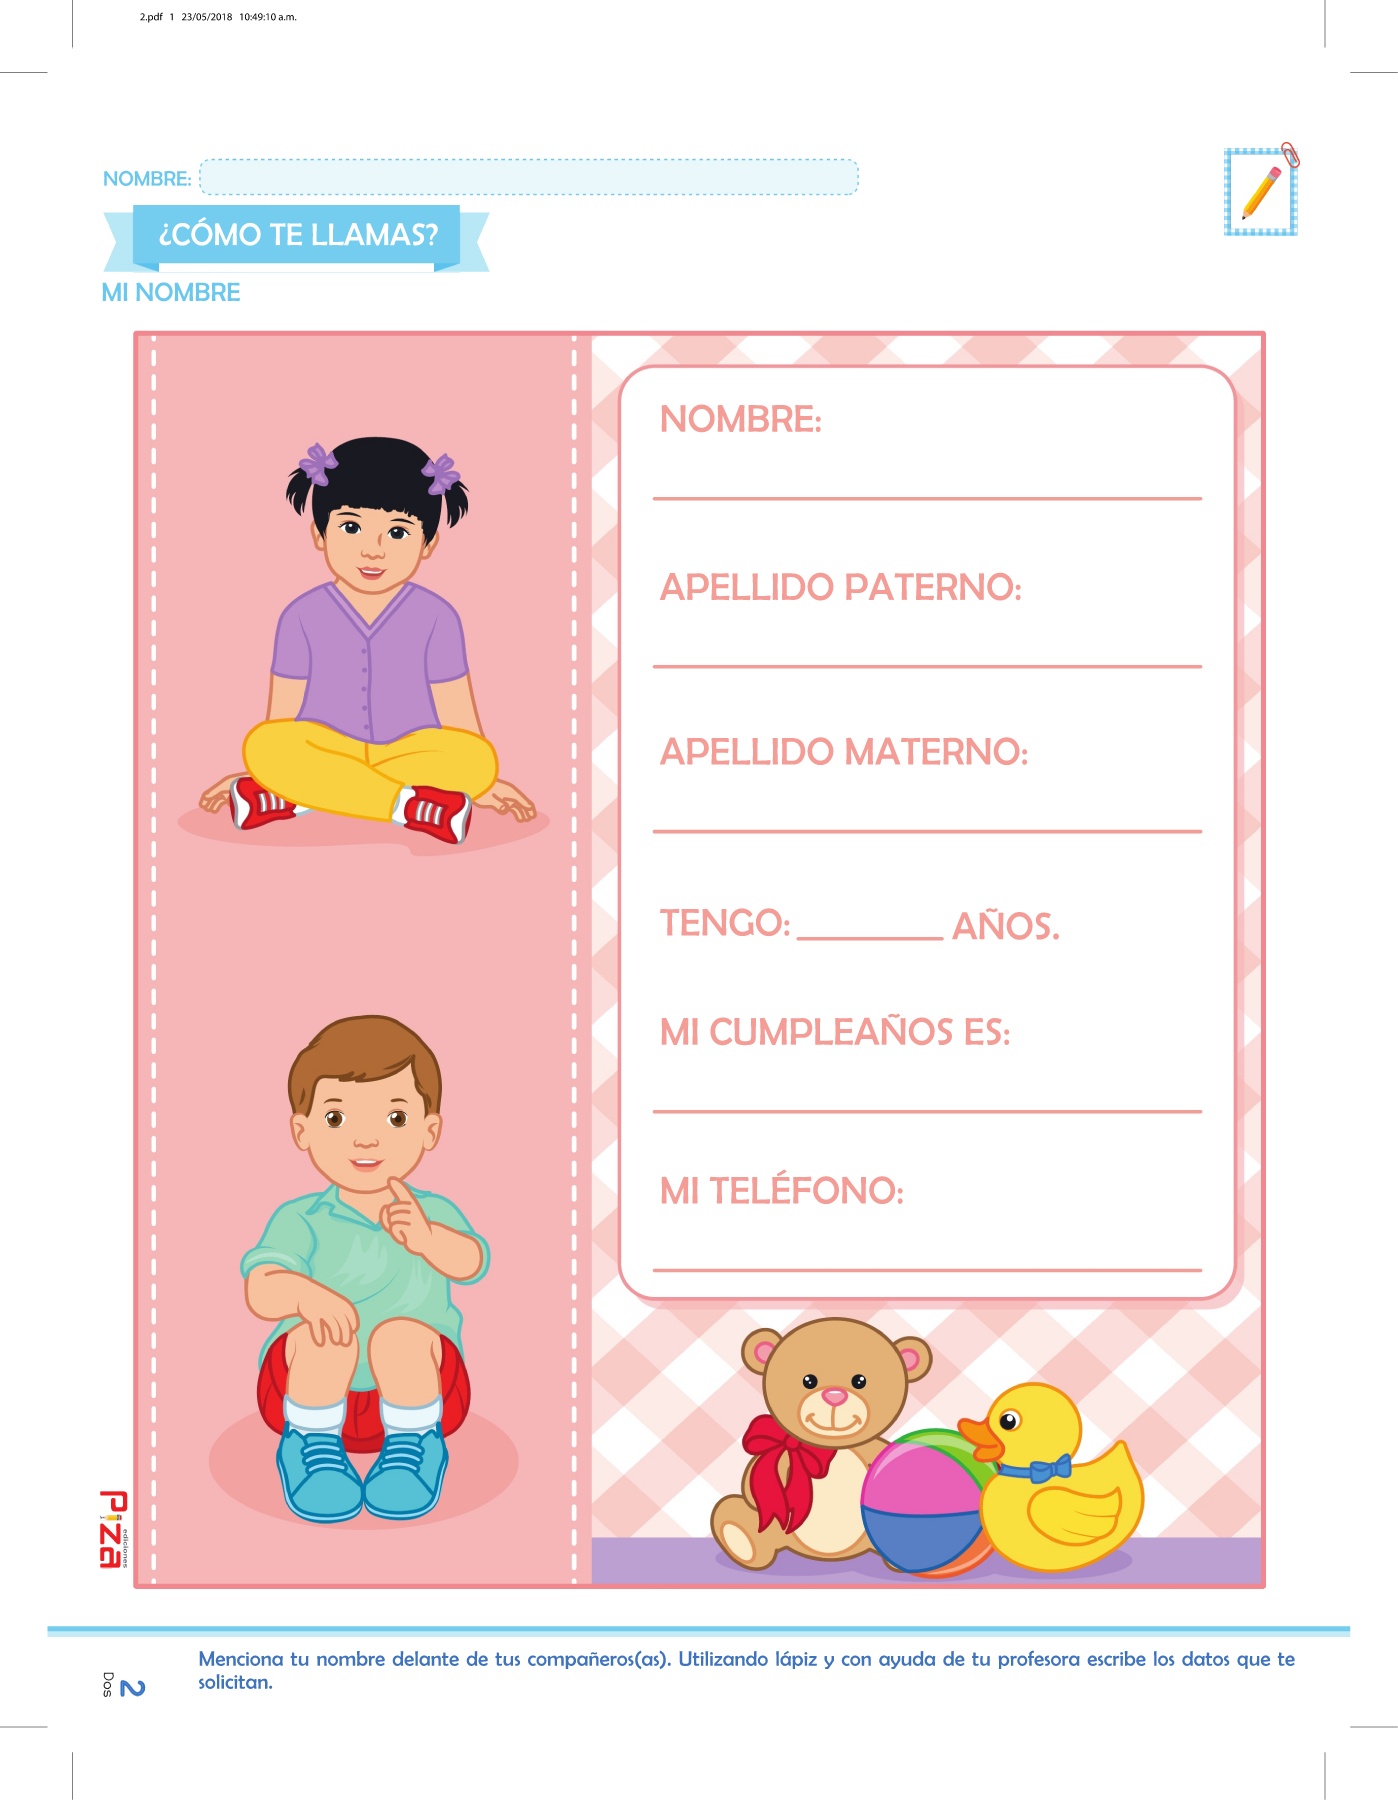 2.pdf 1 23/05/2018 10:49:10 a.m.
NOMBRE:
¿CÓMO TE LLAMAS?
MI NOMBRE
NOMBRE:
APELLIDO PATERNO:
APELLIDO MATERNO:
TENGO: ________ AÑOS.
MI CUMPLEAÑOS ES:
MI TELÉFONO:
Piza
ediciones
Menciona tu nombre delante de tus compañeros(as). Utilizando lápiz y con ayuda de tu profesora escribe los datos que te
solicitan.
2
Dos